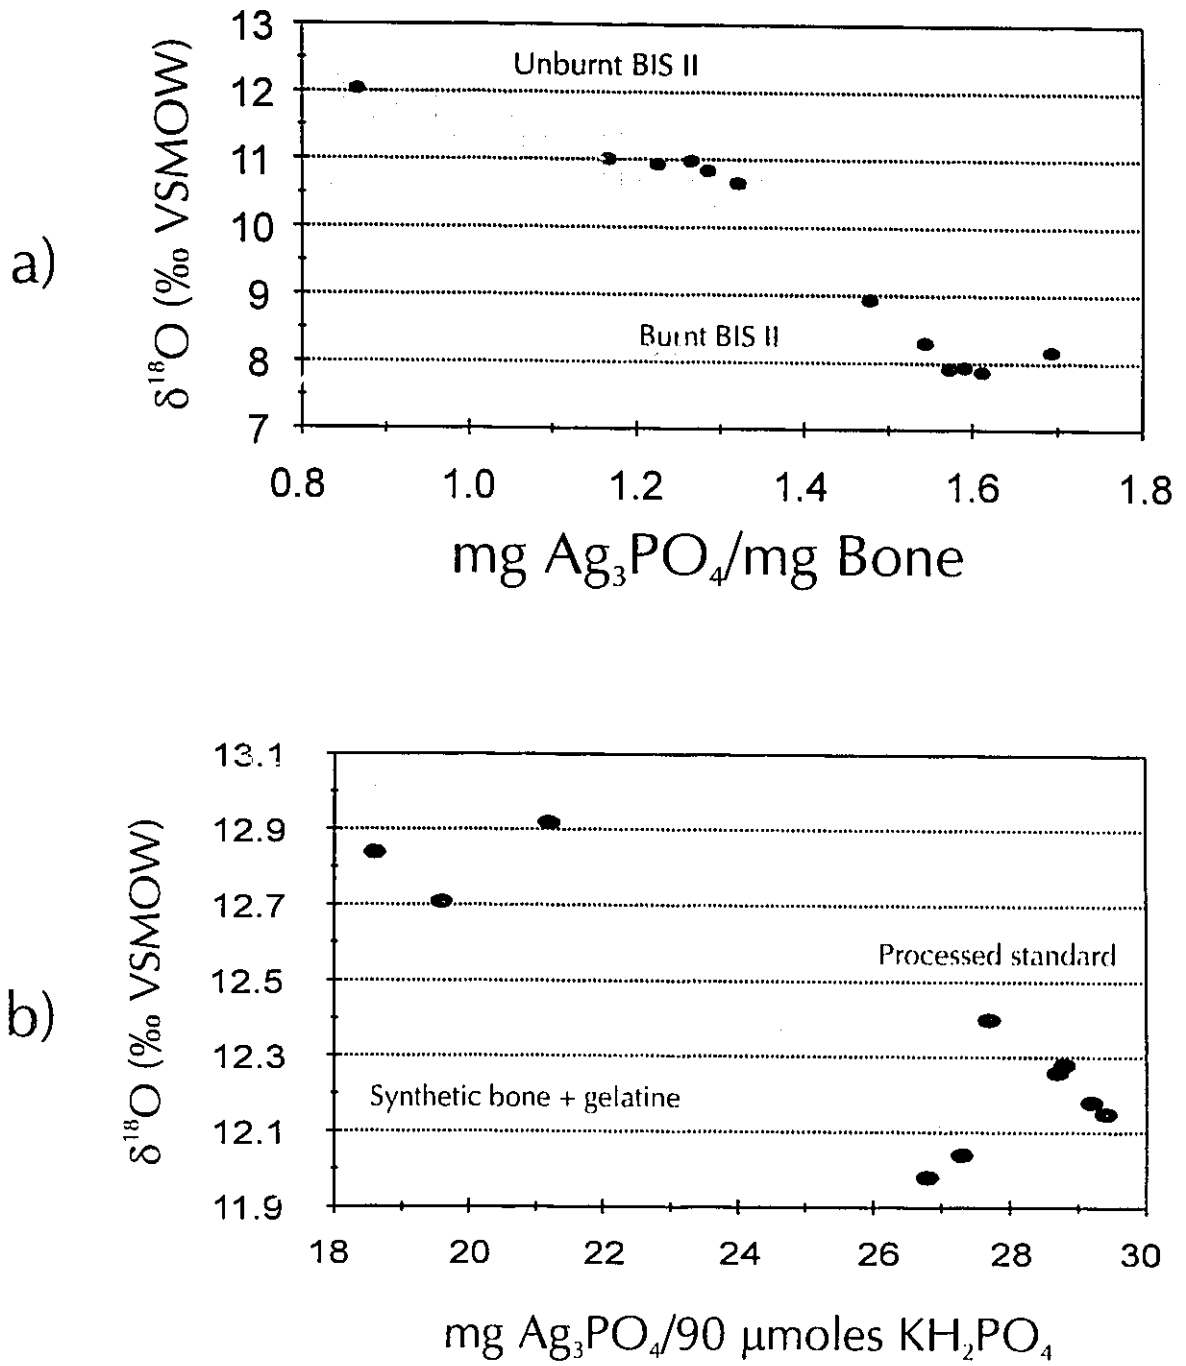 a)
δ¹⁸O (‰ VSMOW)
13
12
11
10
9
8
7
Unburnt BIS II
Burnt BIS II
0.8 1.0 1.2 1.4 1.6 1.8
mg Ag₃PO₄/mg Bone
b)
δ¹⁸O (‰ VSMOW)
13.1
12.9
12.7
12.5
12.3
12.1
11.9
Processed standard
Synthetic bone + gelatine
18 20 22 24 26 28 30
mg Ag₃PO₄/90 μmoles KH₂PO₄